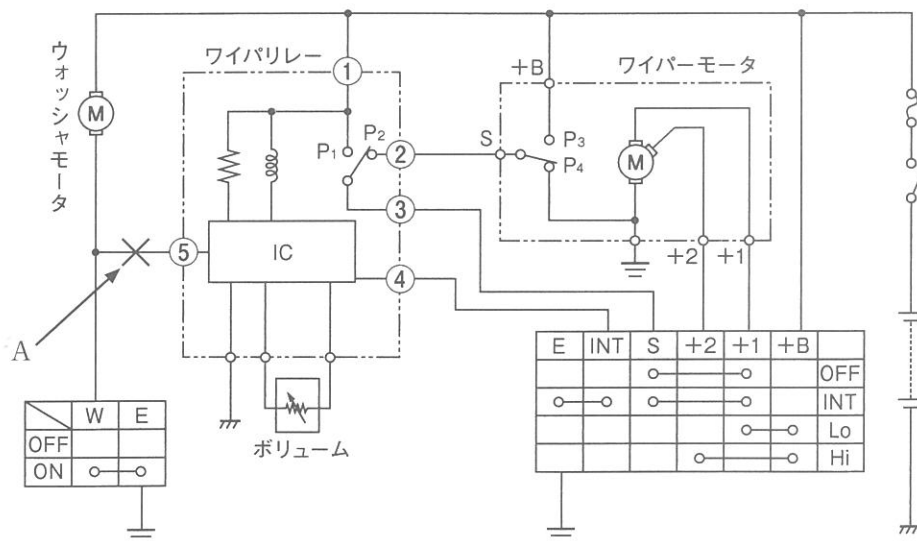 ウォッシャモータ
M
ワイパリレー
1
P1
P2
2
3
IC
5
4
A
ボリューム
W E
OFF
ON
+B
ワイパーモータ
S
P3
P4
M
+2 +1
E INT S +2 +1 +B
OFF
INT
Lo
Hi